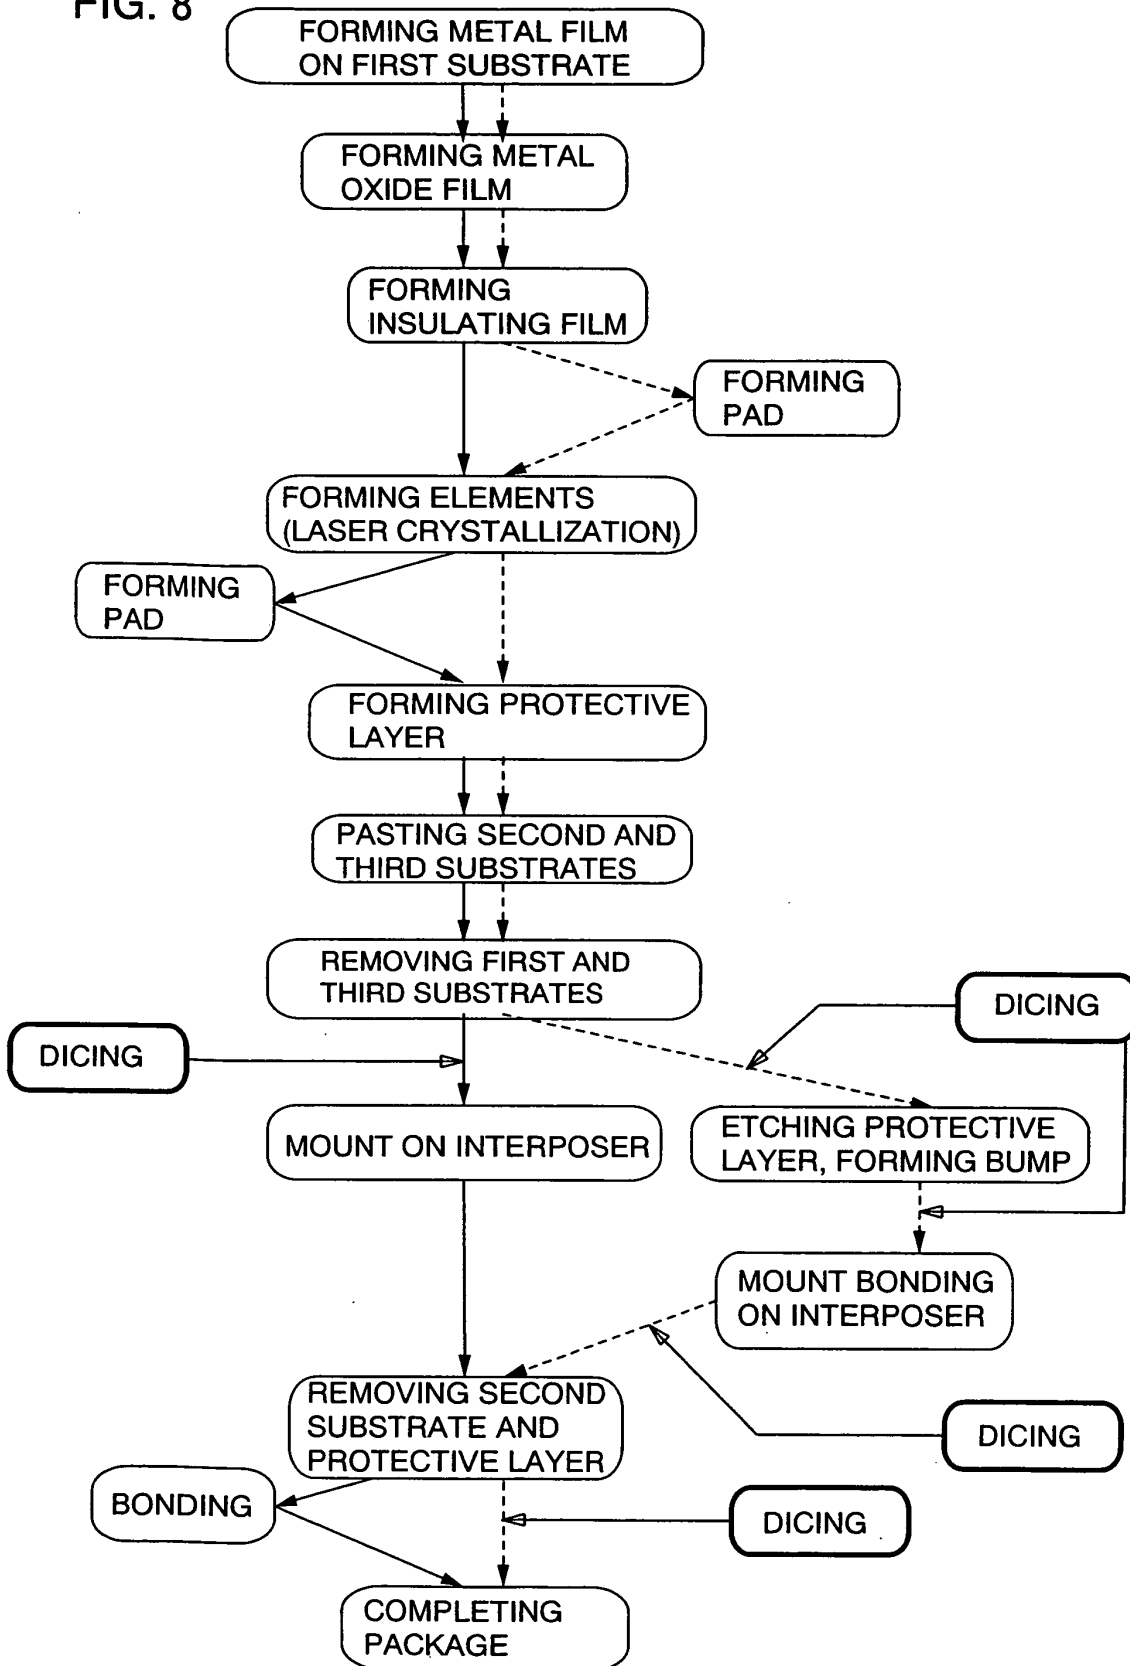 FIG. 8
FORMING METAL FILM
ON FIRST SUBSTRATE
FORMING METAL
OXIDE FILM
FORMING
INSULATING FILM
FORMING
PAD
FORMING ELEMENTS
(LASER CRYSTALLIZATION)
FORMING
PAD
FORMING PROTECTIVE
LAYER
PASTING SECOND AND
THIRD SUBSTRATES
REMOVING FIRST AND
THIRD SUBSTRATES
DICING
DICING
MOUNT ON INTERPOSER
ETCHING PROTECTIVE
LAYER, FORMING BUMP
MOUNT BONDING
ON INTERPOSER
REMOVING SECOND
SUBSTRATE AND
PROTECTIVE LAYER
DICING
BONDING
DICING
COMPLETING
PACKAGE